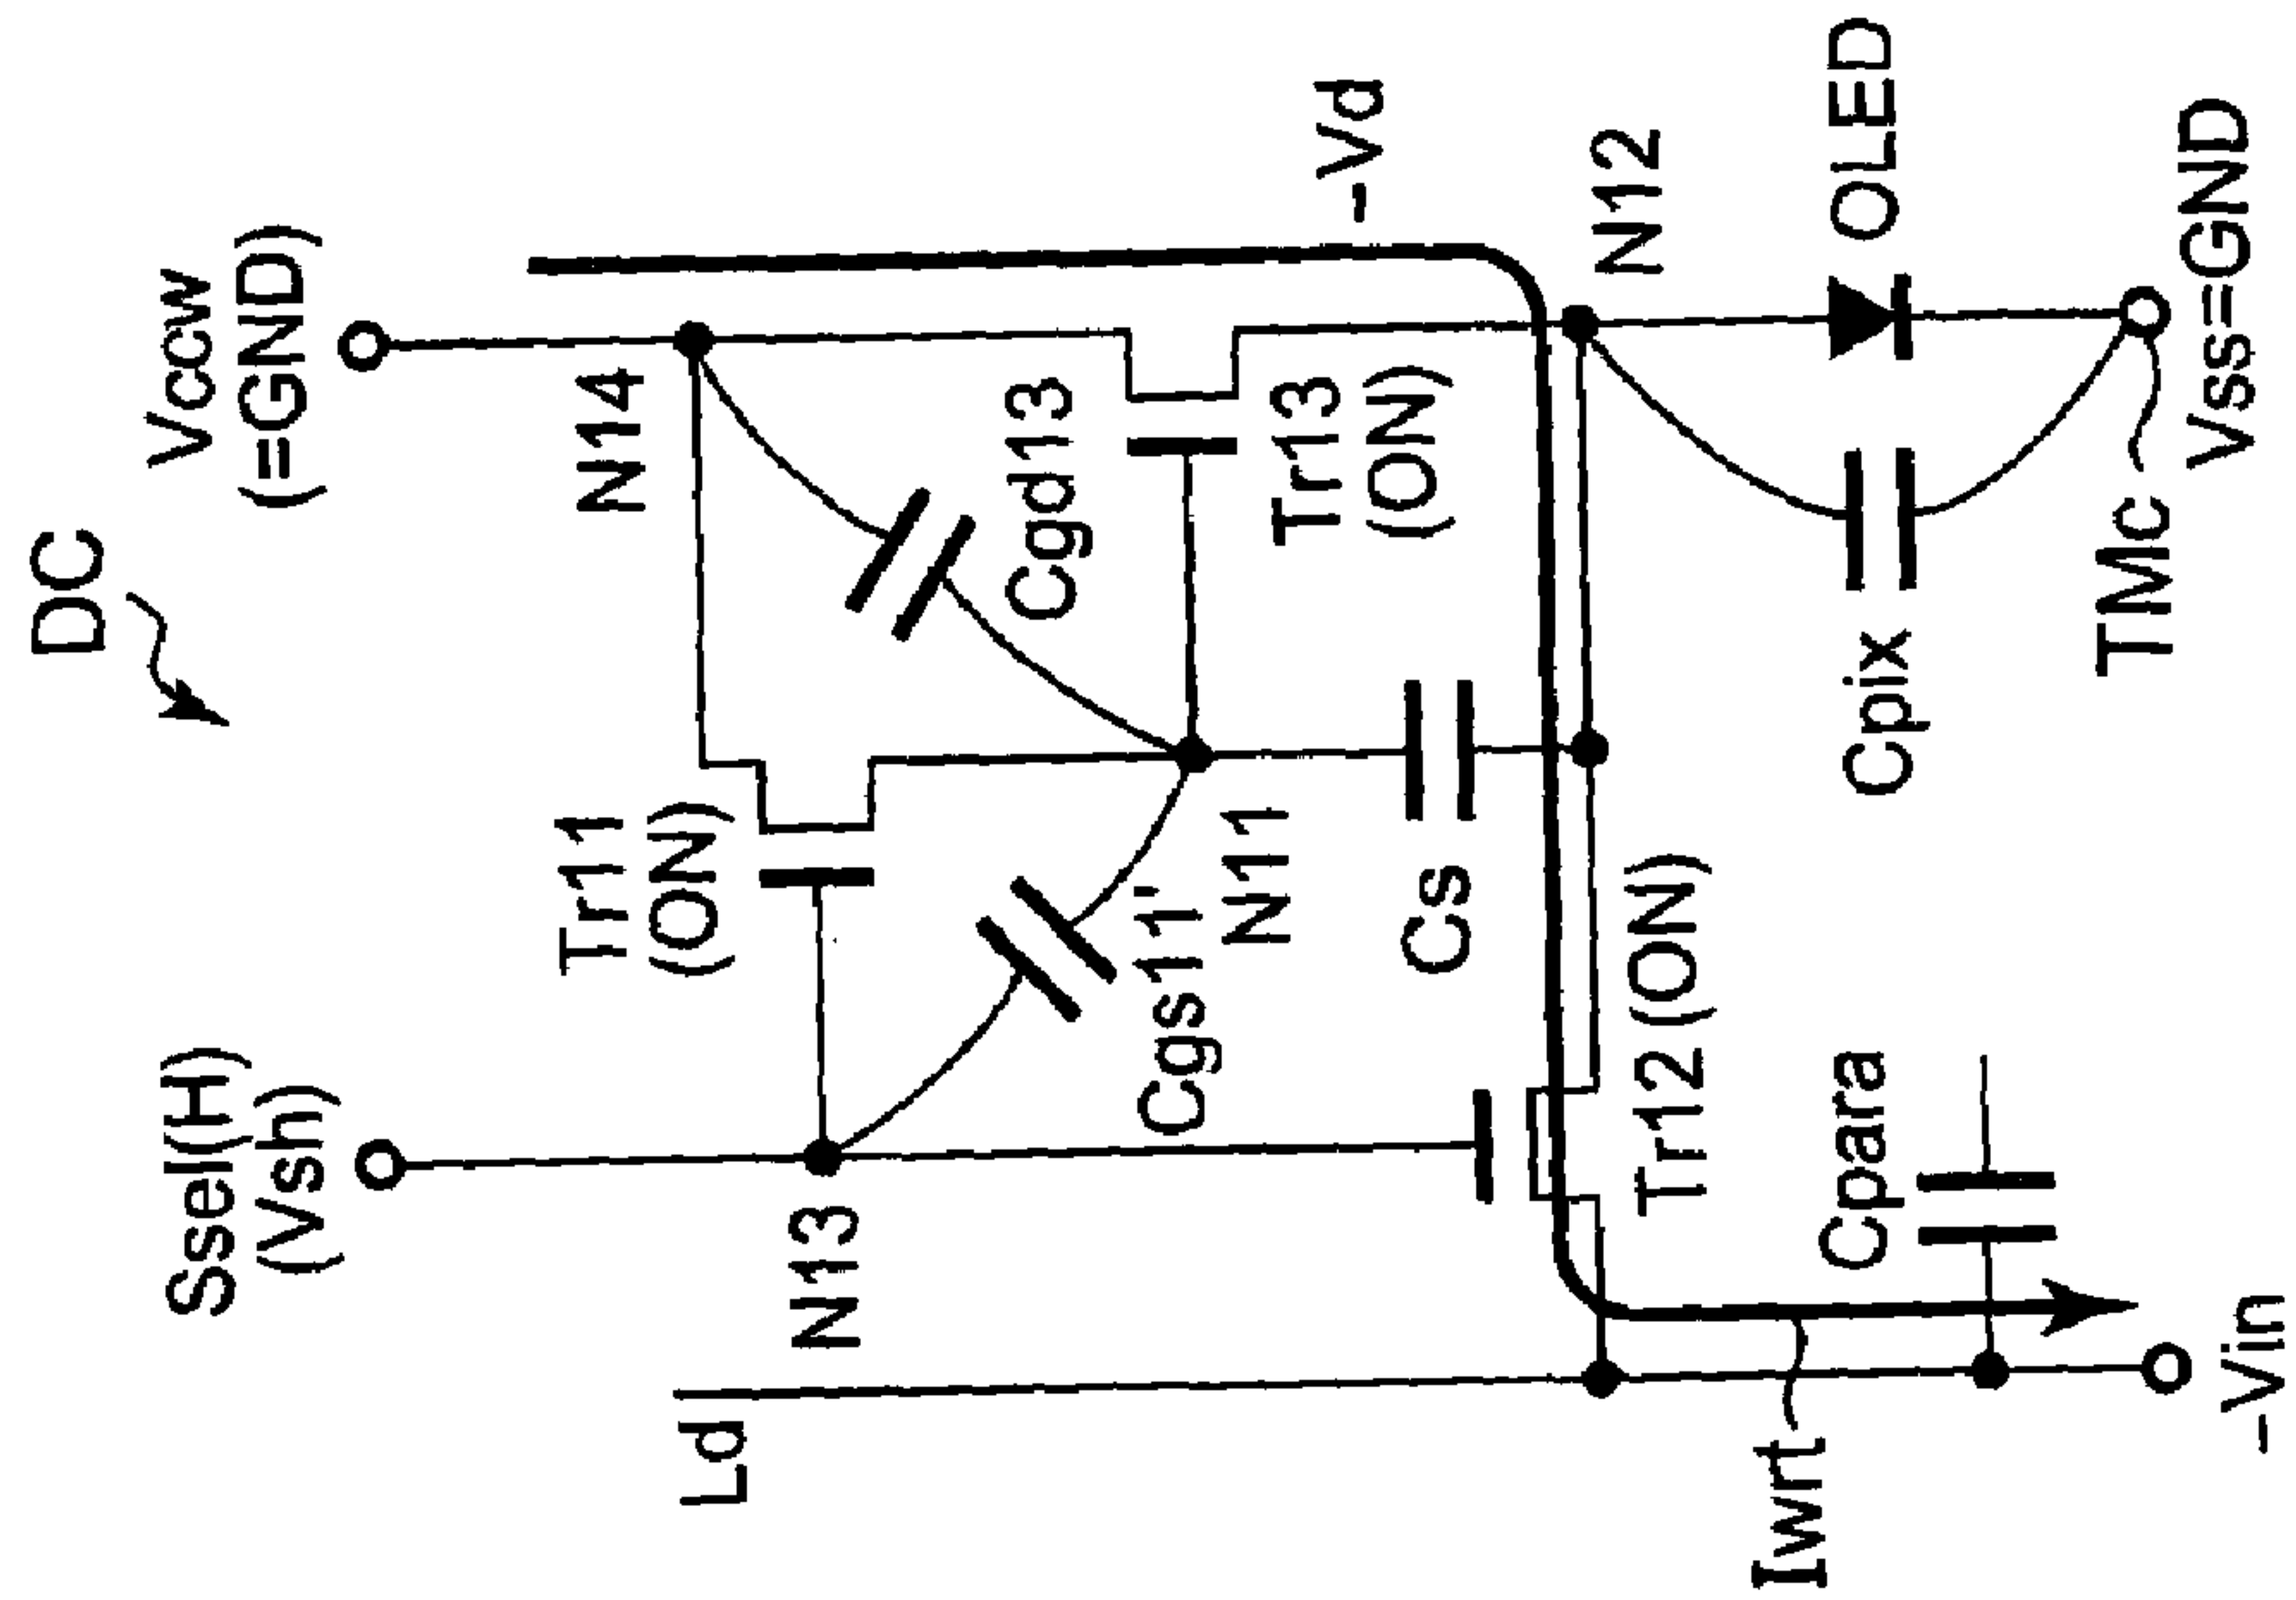 DC
Ssel(H)
(Vsh)
Vccw
(=GND)
N14
Tr11
(ON)
N13
Ld
Cgd13
Cgs11'
N11
Tr13
(ON)
-Vd
Cs
N12
Tr12 (ON)
Cpara
Cpix
OLED
Iwrt
TMc
-Vin
Vss=GND